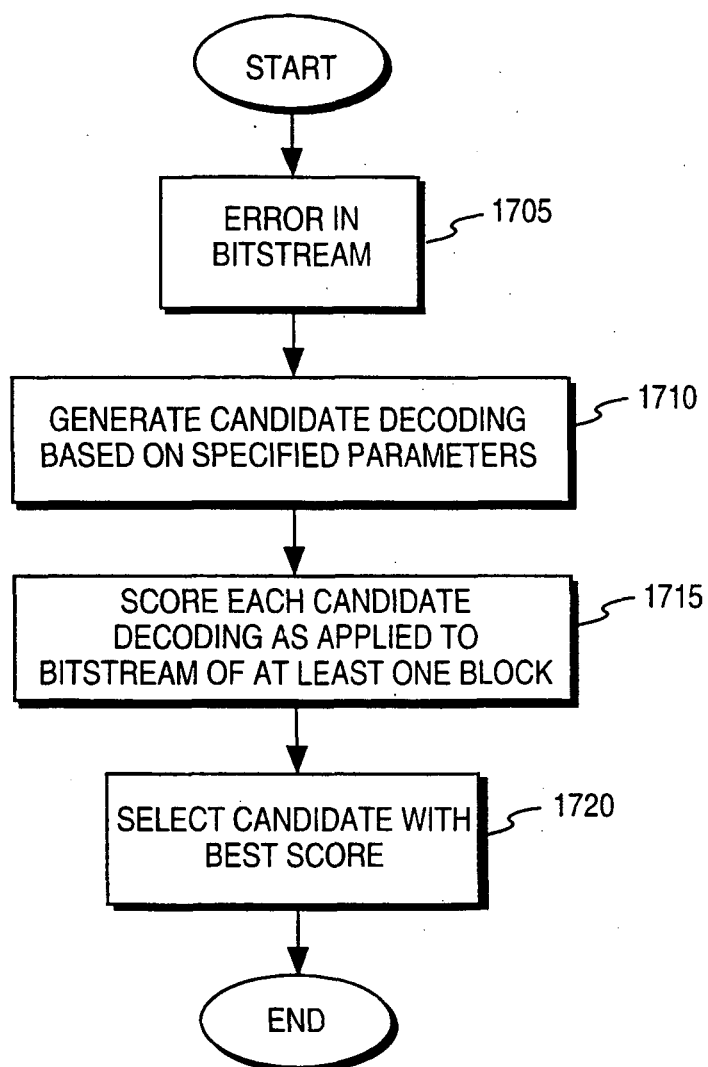 START
ERROR IN
BITSTREAM
1705
GENERATE CANDIDATE DECODING
BASED ON SPECIFIED PARAMETERS
1710
SCORE EACH CANDIDATE
DECODING AS APPLIED TO
BITSTREAM OF AT LEAST ONE BLOCK
1715
SELECT CANDIDATE WITH
BEST SCORE
1720
END